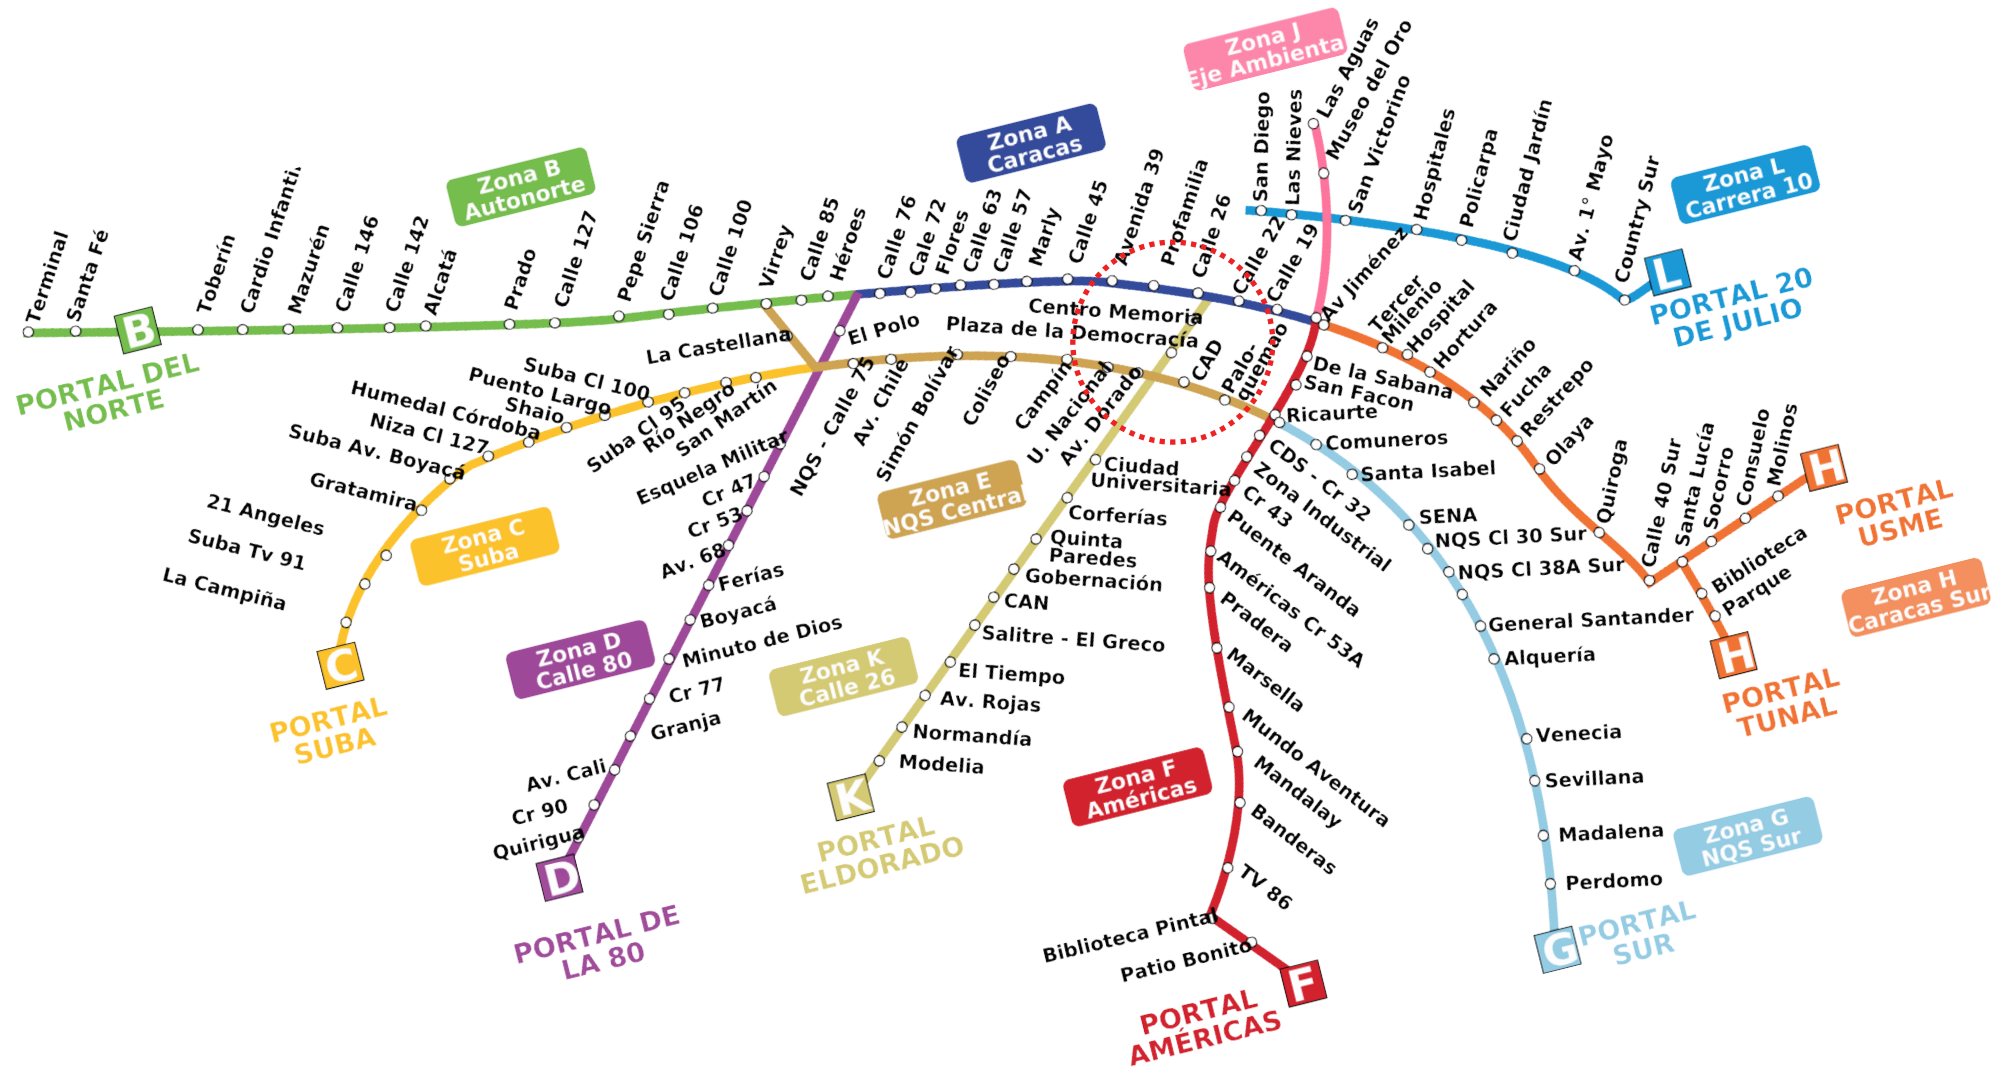 Zona J
Eje Ambienta
Las Aguas
Museo del Oro
Zona A
Caracas
Zona B
Autonorte
Zona L
Carrera 10
San Diego
Las Nieves
San Victorino
Hospitales
Policarpa
Ciudad Jardín
Av. 1° Mayo
Country Sur
L
PORTAL 20
DE JULIO
Terminal
Santa Fé
B
PORTAL DEL
NORTE
Toberín
Cardio Infantil
Mazurén
Calle 146
Calle 142
Alcatá
Prado
Calle 127
Pepe Sierra
Calle 106
Calle 100
Virrey
Calle 85
Héroes
Calle 76
Cale 72
Flores
Calle 63
Calle 57
Marly
Calle 45
Avenida 39
Profamilia
Calle 26
Calle 22
Calle 19
Av Jiménez
Tercer
Milenio
Hospital
Hortura
Nariño
Fucha
Restrepo
Olaya
Quiroga
Calle 40 Sur
Santa Lucía
Socorro
Consuelo
Molinos
H
PORTAL
USME
Biblioteca
Parque
H
PORTAL
TUNAL
Zona H
Caracas Sur
Centro Memoria
Plaza de la Democracía
La Castellana
El Polo
NQS - Calle 75
Av. Chile
Simón Bolívar
Coliseo
Campín
U. Nacional
Av. Dorado
CAD
Palo-
quemao
Zona E
NQS Central
Suba Cl 100
Puento Largo
Shaio
Humedal Córdoba
Niza Cl 127
Suba Av. Boyacá
Gratamira
21 Angeles
Suba Tv 91
La Campiña
Suba Cl 95
Río Negro
San Martín
Zona C
Suba
C
PORTAL
SUBA
Esquela Militar
Cr 47
Cr 53
Av. 68
Ferías
Boyacá
Minuto de Dios
Cr 77
Granja
Av. Cali
Cr 90
Quirigua
Zona D
Calle 80
D
PORTAL DE
LA 80
Ciudad
Universitaria
Corferías
Quinta
Paredes
Gobernación
CAN
Salitre - El Greco
El Tiempo
Av. Rojas
Normandía
Modelia
Zona K
Calle 26
K
PORTAL
ELDORADO
De la Sabana
San Facon
Ricaurte
CDS - Cr 32
Zona Industrial
Cr 43
Puente Aranda
Américas Cr 53A
Pradera
Marsella
Mundo Aventura
Mandalay
Banderas
TV 86
Biblioteca Pintal
Patio Bonito
Zona F
Américas
F
PORTAL
AMÉRICAS
Comuneros
Santa Isabel
SENA
NQS Cl 30 Sur
NQS Cl 38A Sur
General Santander
Alquería
Venecia
Sevillana
Madalena
Perdomo
Zona G
NQS Sur
G
PORTAL
SUR